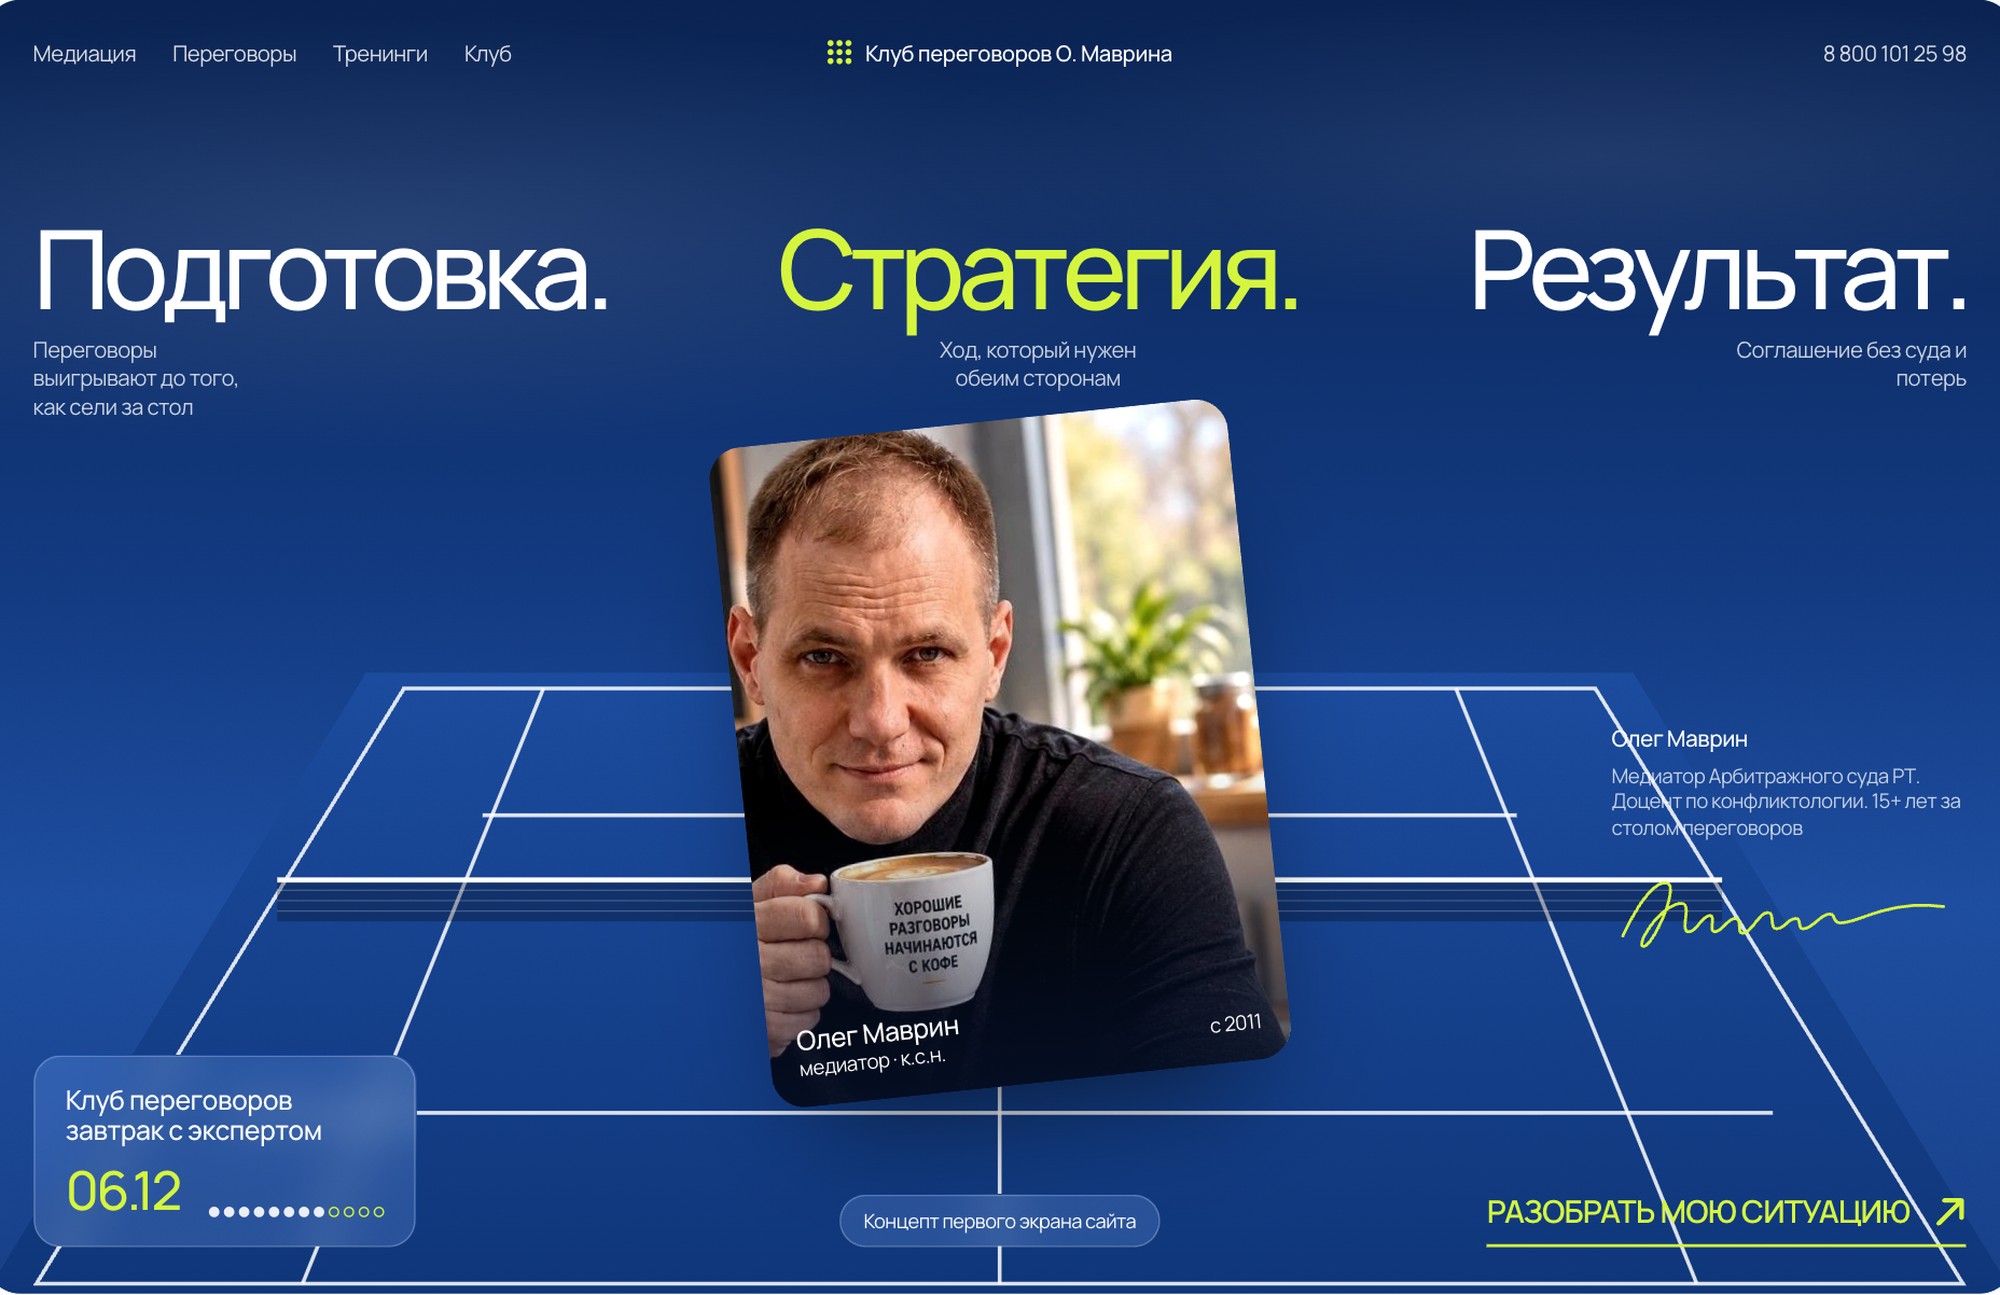 Медиация Переговоры Тренинги Клуб
Клуб переговоров О. Маврина
8 800 101 25 98
Подготовка.
Переговоры
выигрывают до того,
как сели за стол
Стратегия.
Ход, который нужен
обеим сторонам
Результат.
Соглашение без суда и
потерь
ХОРОШИЕ
РАЗГОВОРЫ
НАЧИНАЮТСЯ
С КОФЕ
Олег Маврин
медиатор · к.с.н.
с 2011
Олег Маврин
Медиатор Арбитражного суда РТ.
Доцент по конфликтологии. 15+ лет за
столом переговоров
Клуб переговоров
завтрак с экспертом
06.12
Концепт первого экрана сайта
РАЗОБРАТЬ МОЮ СИТУАЦИЮ